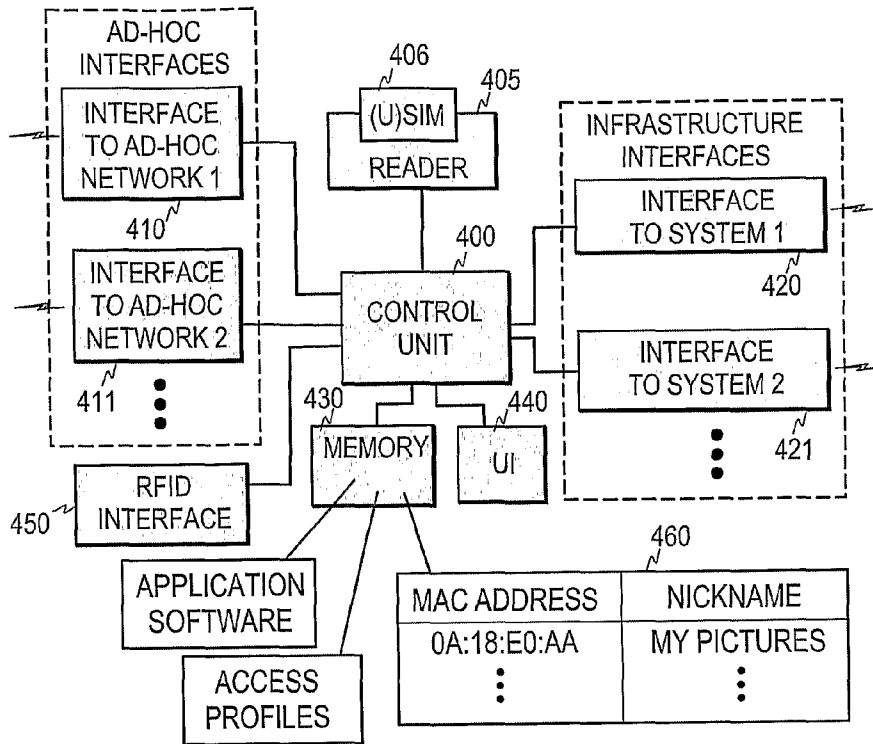 AD-HOC
INTERFACES
INTERFACE
TO AD-HOC
NETWORK 1
410
INTERFACE
TO AD-HOC
NETWORK 2
411
RFID
INTERFACE
450
406
(U)SIM
405
READER
400
CONTROL
UNIT
430
MEMORY
440
UI
INFRASTRUCTURE
INTERFACES
INTERFACE
TO SYSTEM 1
420
INTERFACE
TO SYSTEM 2
421
APPLICATION
SOFTWARE
ACCESS
PROFILES
460
MAC ADDRESS NICKNAME
0A:18:E0:AA MY PICTURES